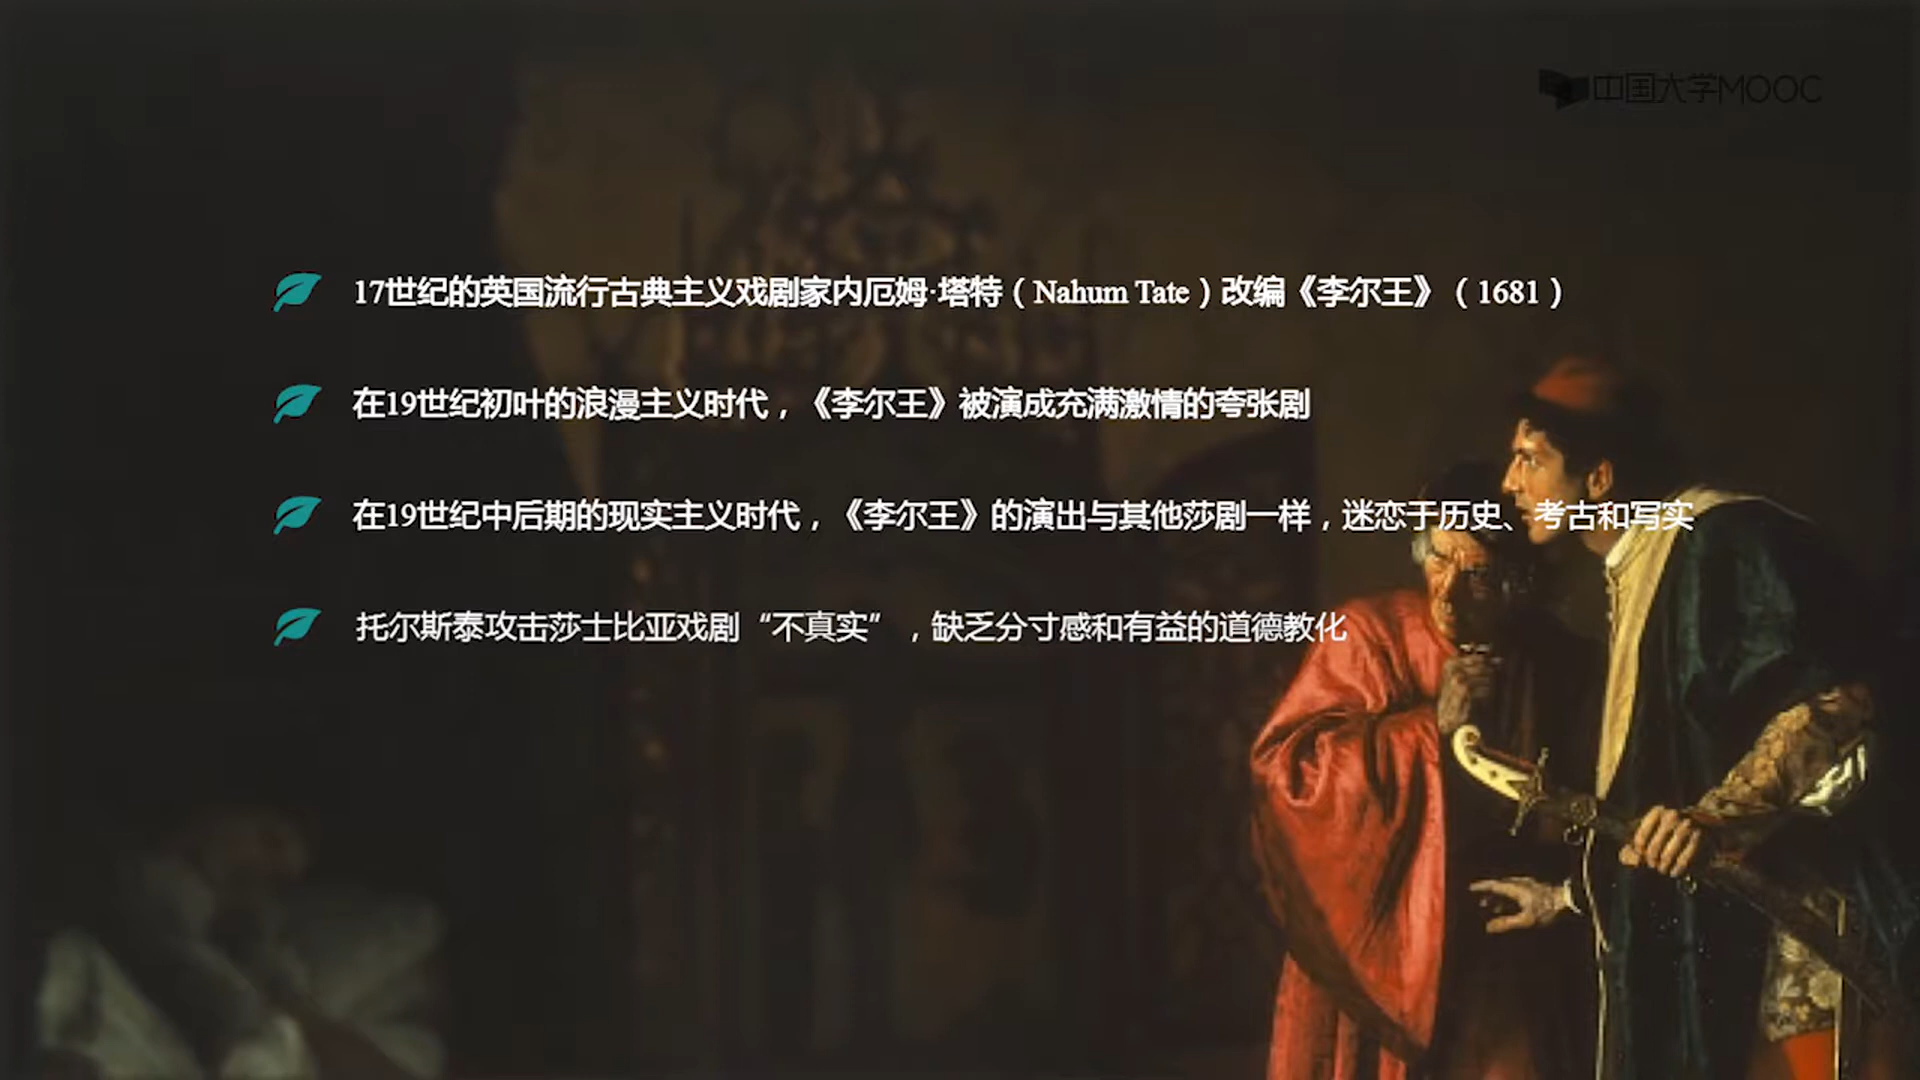 中国大学MOOC
17世纪的英国流行古典主义戏剧家内厄姆·塔特（Nahum Tate）改编《李尔王》（1681）
在19世纪初叶的浪漫主义时代，《李尔王》被演成充满激情的夸张剧
在19世纪中后期的现实主义时代，《李尔王》的演出与其他莎剧一样，迷恋于历史、考古和写实
托尔斯泰攻击莎士比亚戏剧“不真实”，缺乏分寸感和有益的道德教化